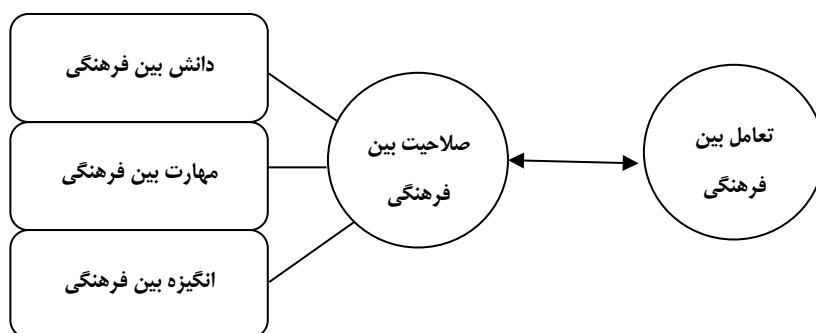 دانش بین فرهنگی
مهارت بین فرهنگی
انگیزه بین فرهنگی
صلاحیت بین
فرهنگی
تعامل بین
فرهنگی